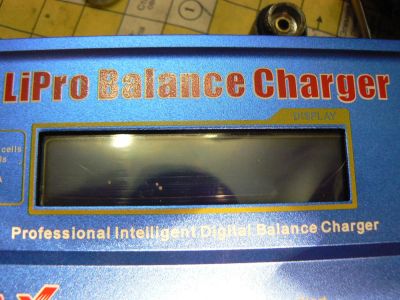 LiPro Balance Charger
DISPLAY
cells
A
Professional Intelligent Digital Balance Charger